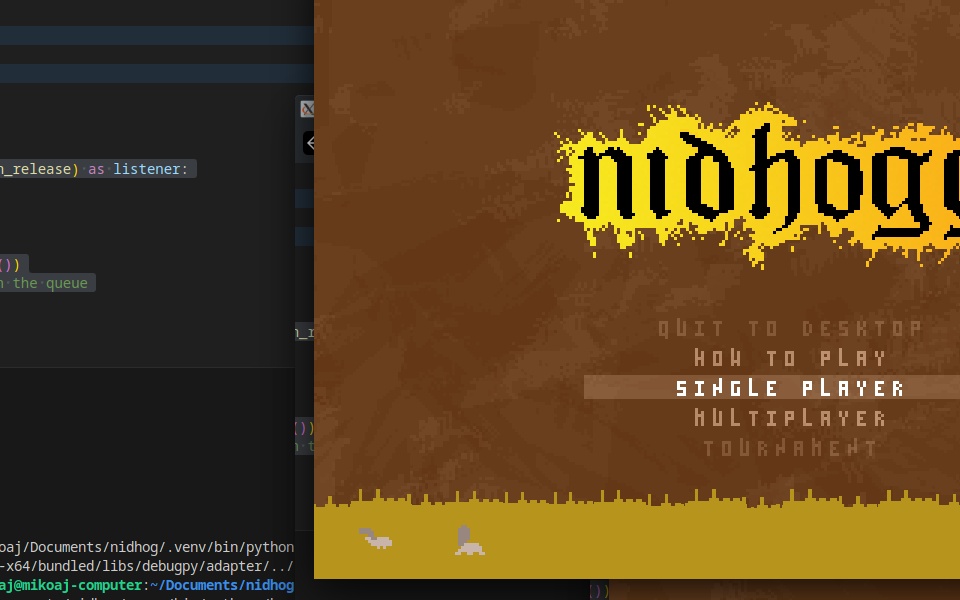 n_release) as listener:
())
n the queue
nidhogg
QUIT TO DESKTOP
HOW TO PLAY
SINGLE PLAYER
MULTIPLAYER
TOURNAMENT
n_r
())
n t
oaj/Documents/nidhog/.venv/bin/python
-x64/bundled/libs/debugpy/adapter/../
aj@mikoaj-computer:~/Documents/nidhog
())